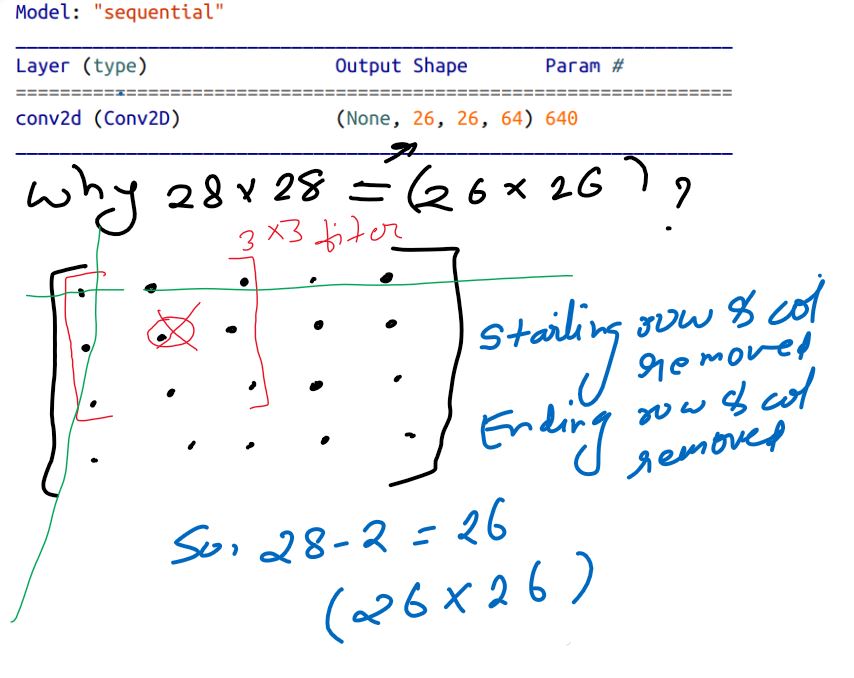 Model: "sequential"
Layer (type) Output Shape Param #
=================================================================
conv2d (Conv2D) (None, 26, 26, 64) 640
Why 28 x 28 = (26 x 26) ?
3 x3 filter
Starting row & col
removed
Ending row & col
removed
So, 28-2 = 26
(26 x 26)